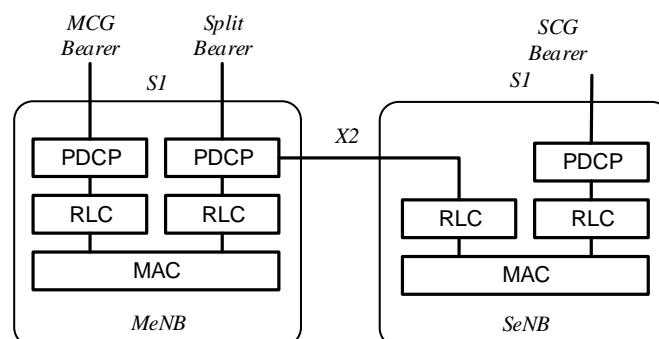 MCG Bearer
Split Bearer
SCG Bearer
S1
S1
X2
PDCP
PDCP
PDCP
RLC
RLC
RLC
RLC
MAC
MAC
MeNB
SeNB